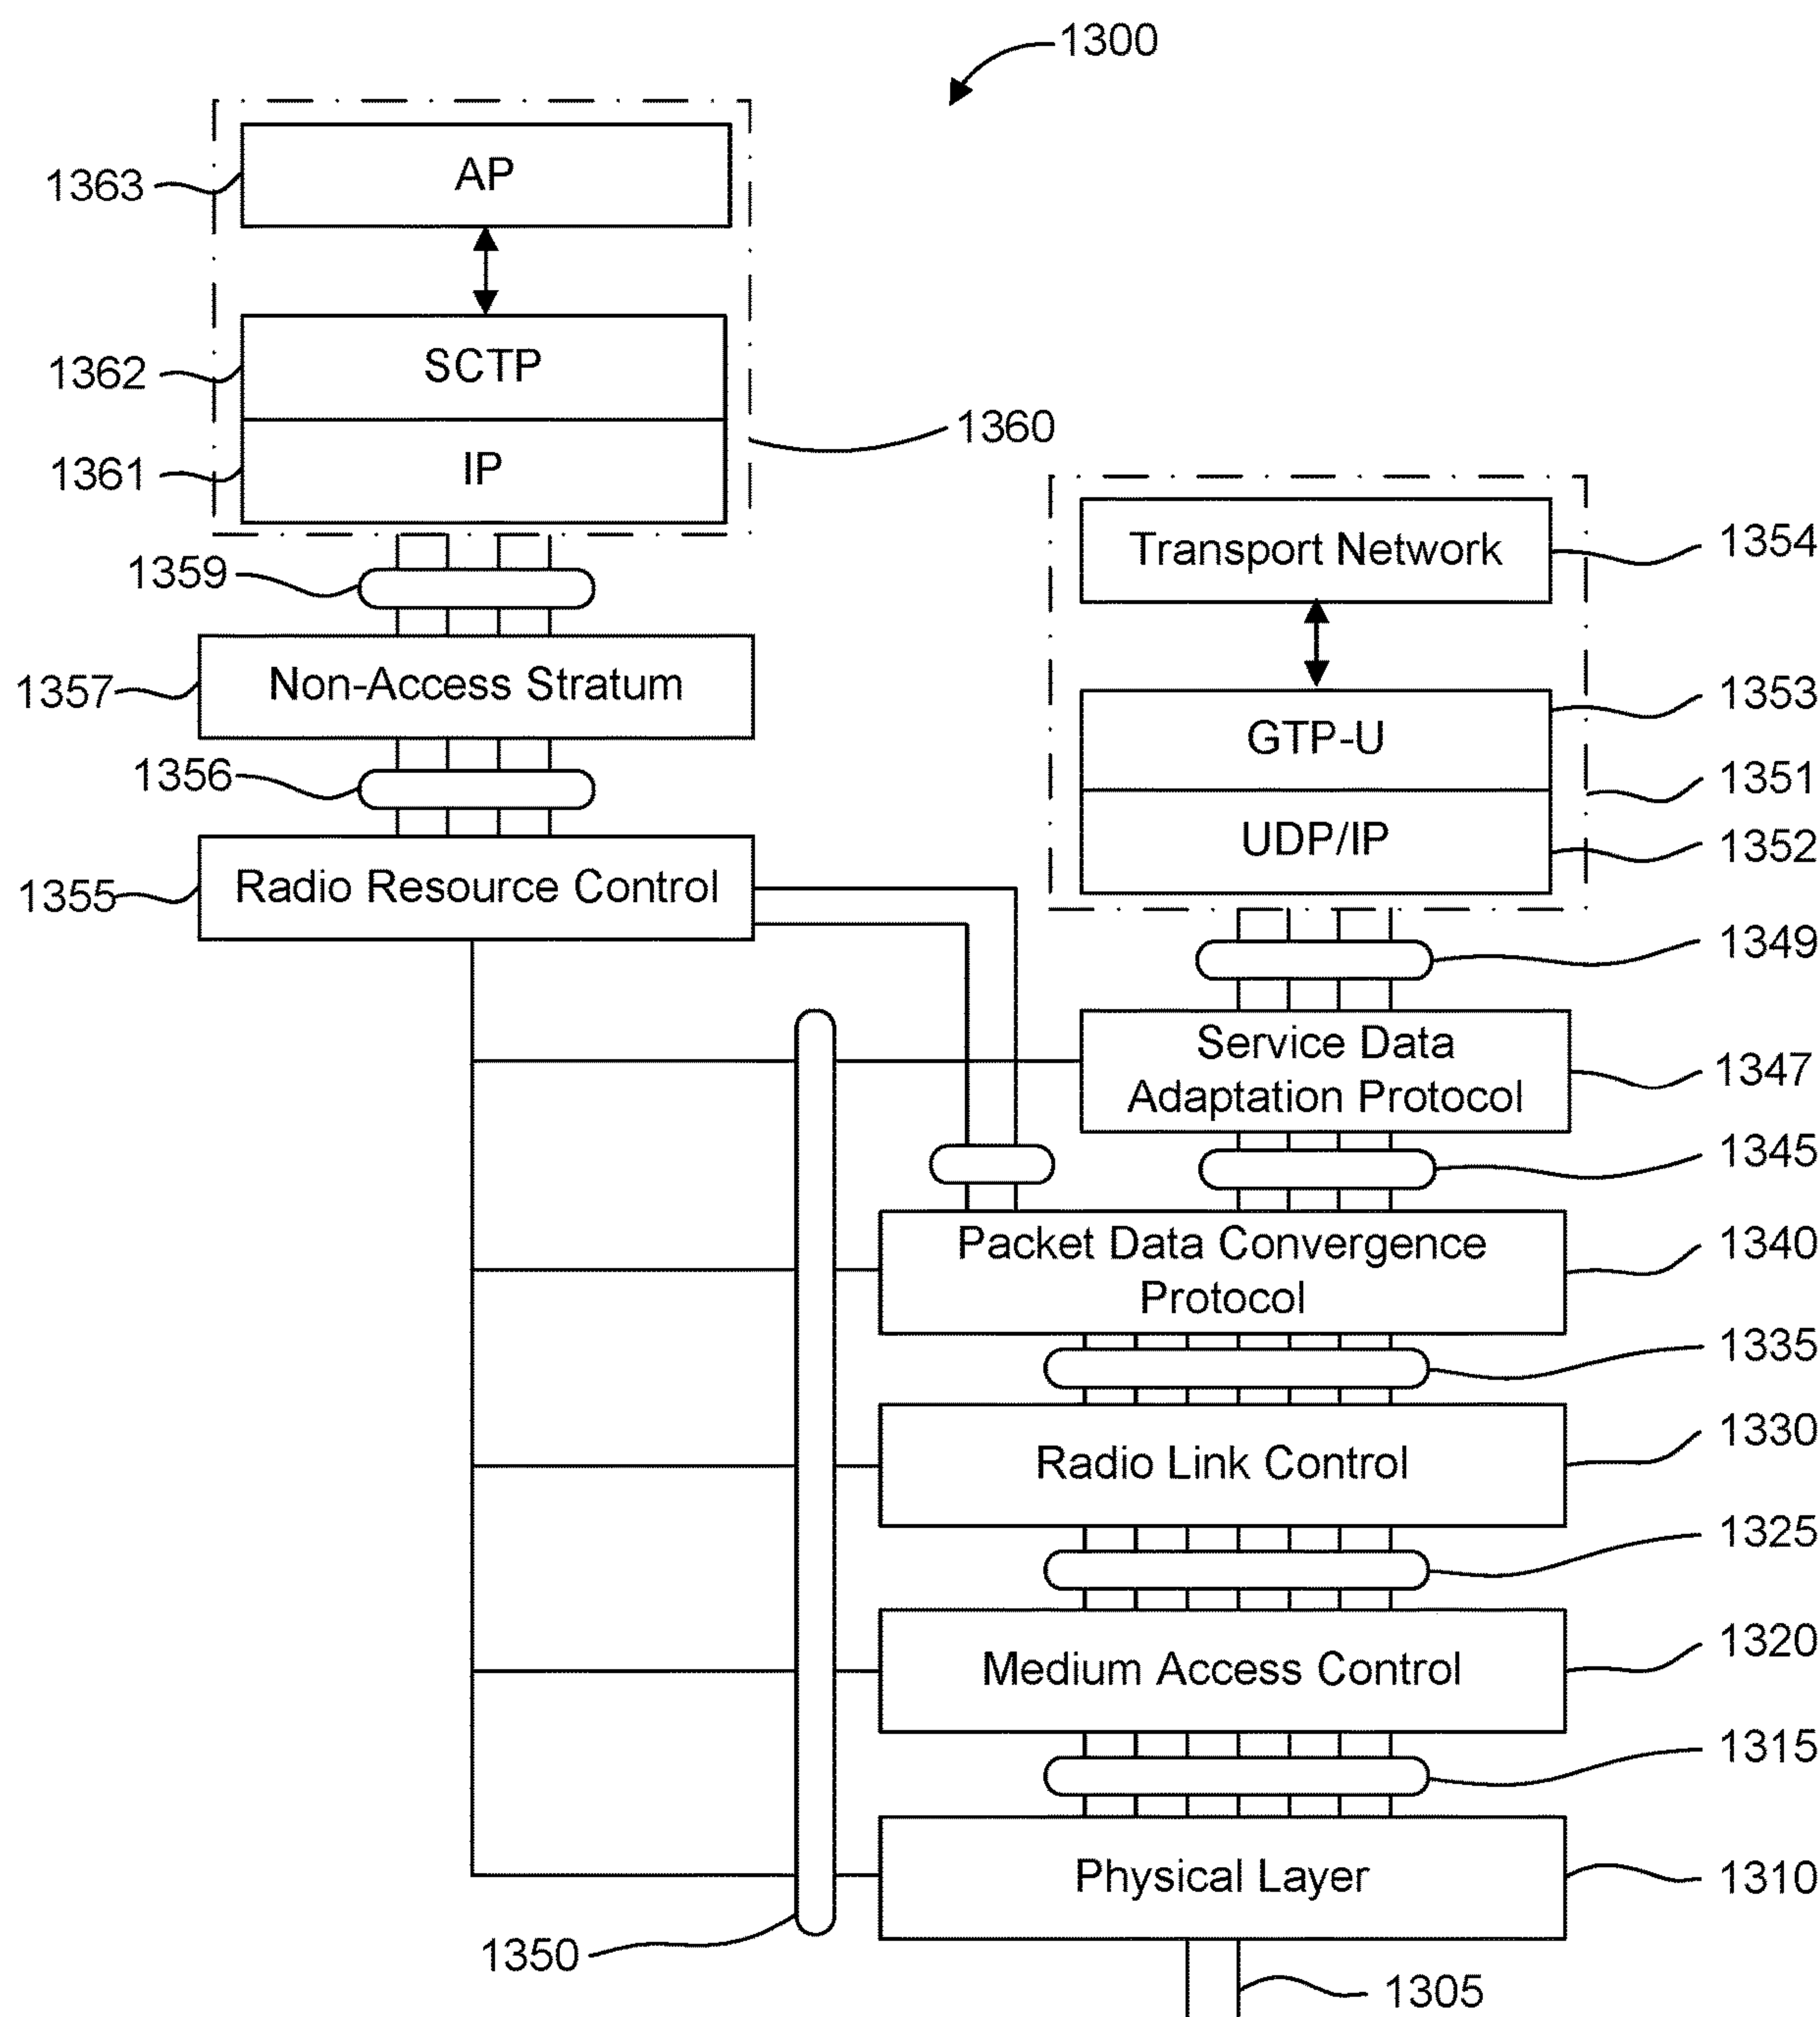 1300
AP
1363
SCTP
1362
1360
IP
1361
Transport Network
1354
1359
Non-Access Stratum
1357
1353
GTP-U
1356
1351
UDP/IP
1352
Radio Resource Control
1355
1349
Service Data
Adaptation Protocol
1347
1345
Packet Data Convergence
Protocol
1340
1335
Radio Link Control
1330
1325
Medium Access Control
1320
1315
Physical Layer
1310
1350
1305